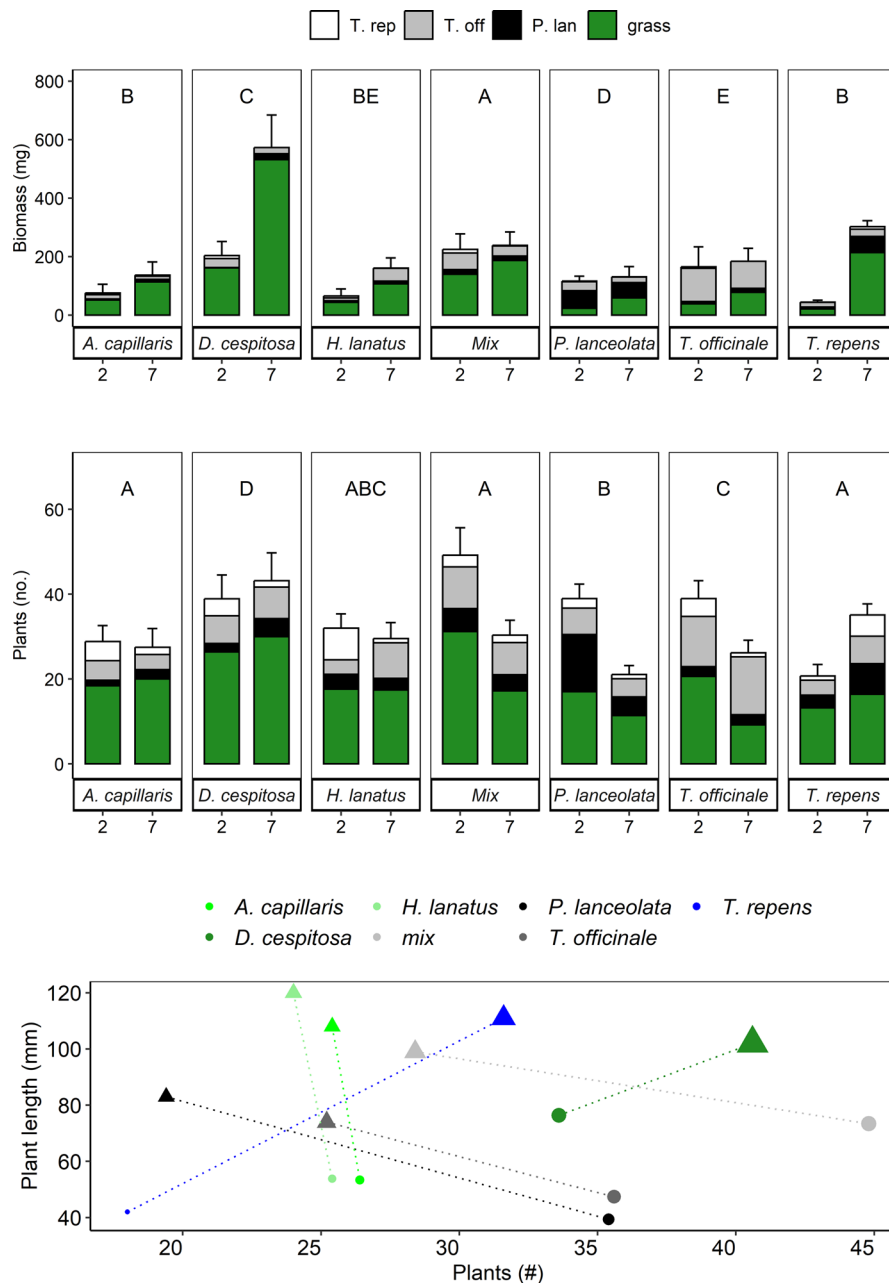 T. rep T. off P. lan grass
800
600
400
200
0
Biomass (mg)
B C BE A D E B
A. capillaris D. cespitosa H. lanatus Mix P. lanceolata T. officinale T. repens
2 7 2 7 2 7 2 7 2 7 2 7 2 7
60
40
20
0
Plants (no.)
A D ABC A B C A
A. capillaris D. cespitosa H. lanatus Mix P. lanceolata T. officinale T. repens
2 7 2 7 2 7 2 7 2 7 2 7 2 7
A. capillaris H. lanatus P. lanceolata T. repens
D. cespitosa mix T. officinale
120
100
80
60
40
Plant length (mm)
20 25 30 35 40 45
Plants (#)